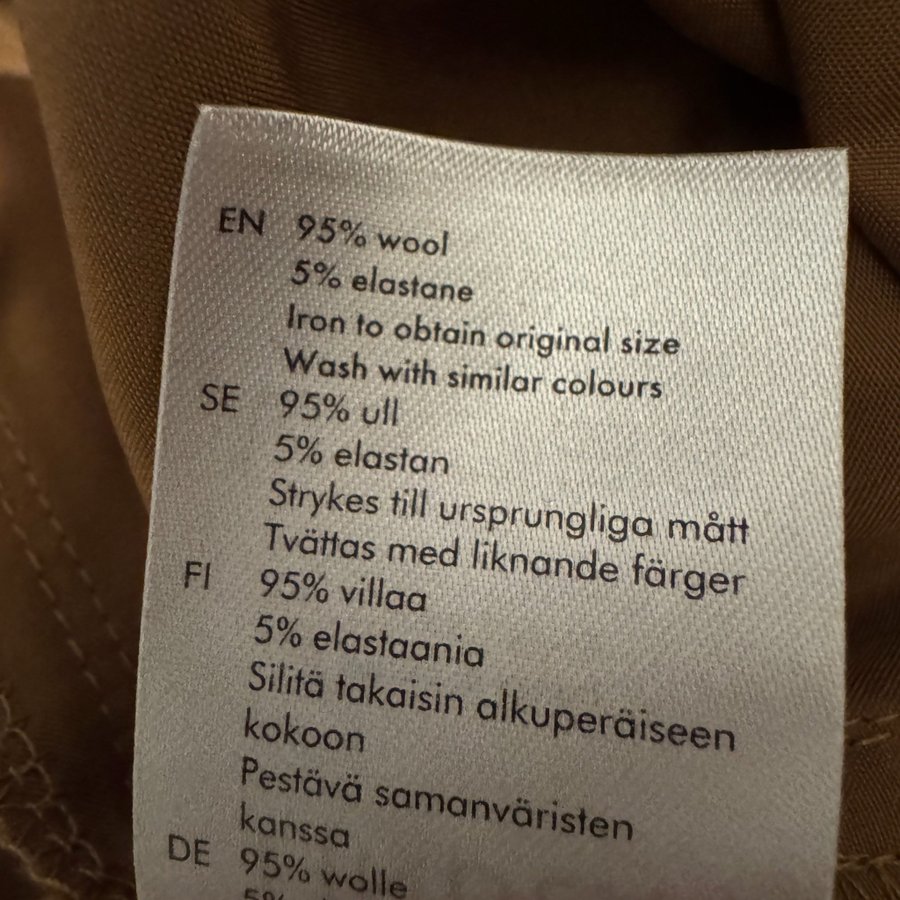 EN 95% wool
5% elastane
Iron to obtain original size
Wash with similar colours
SE 95% ull
5% elastan
Strykes till ursprungliga mått
Tvättas med liknande färger
FI 95% villaa
5% elastaania
Silitä takaisin alkuperäiseen
kokoon
Pestävä samanväristen
kanssa
DE 95% wolle
5%